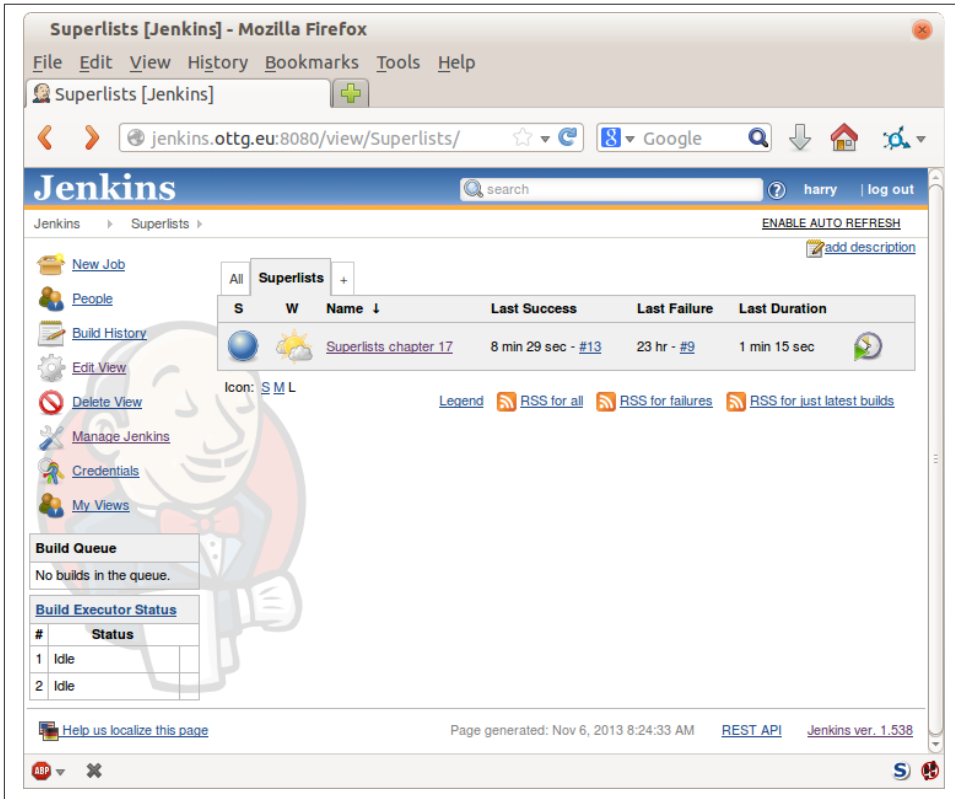 Superlists [Jenkins] - Mozilla Firefox
File Edit View History Bookmarks Tools Help
Superlists [Jenkins]
jenkins.ottg.eu:8080/view/Superlists/
8 Google
Jenkins
search
? harry | log out
Jenkins Superlists
ENABLE AUTO REFRESH
add description
New Job
People
Build History
Edit View
Delete View
Manage Jenkins
Credentials
My Views
All Superlists +
S W Name ↓ Last Success Last Failure Last Duration
Superlists chapter 17 8 min 29 sec - #13 23 hr - #9 1 min 15 sec
Icon: S M L
Legend RSS for all RSS for failures RSS for just latest builds
Build Queue
No builds in the queue.
Build Executor Status
# Status
1 Idle
2 Idle
Help us localize this page
Page generated: Nov 6, 2013 8:24:33 AM REST API Jenkins ver. 1.538
ABP
S